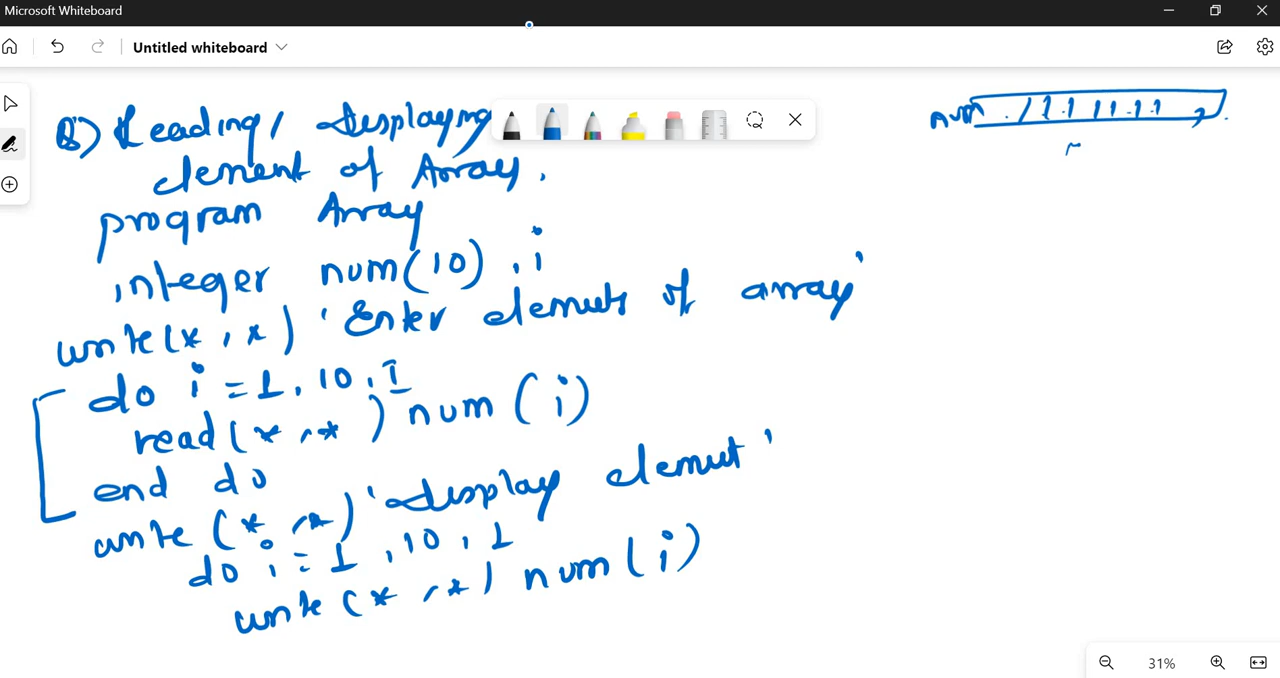 Microsoft Whiteboard
Untitled whiteboard
Q) Reading, displaying
element of Array.
program Array
integer num(10), i
write(*,*) 'Enter elements of array'
do i = 1, 10, 1
read(*,*) num(i)
end do
write(*,*) 'display element'
do i = 1, 10, 1
write(*,*) num(i)
num
31%